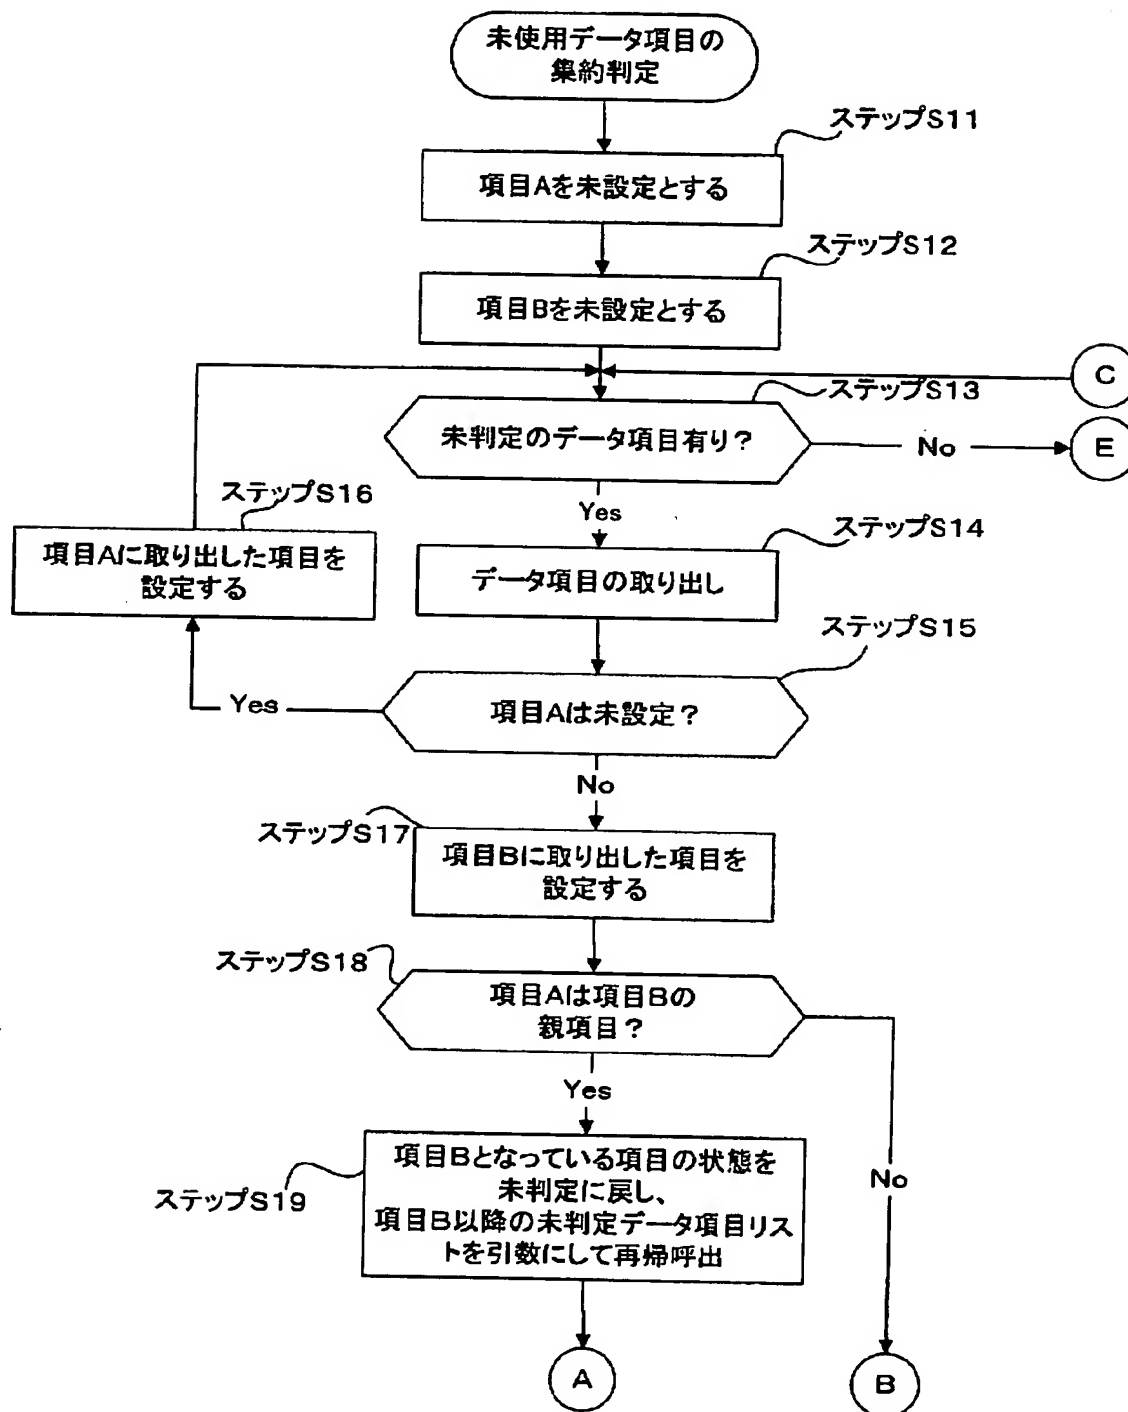 未使用データ項目の
集約判定
ステップS11
項目Aを未設定とする
ステップS12
項目Bを未設定とする
C
ステップS13
未判定のデータ項目有り?
No
E
ステップS16
Yes
項目Aに取り出した項目を
設定する
ステップS14
データ項目の取り出し
ステップS15
Yes
項目Aは未設定?
No
ステップS17
項目Bに取り出した項目を
設定する
ステップS18
項目Aは項目Bの
親項目?
Yes
No
ステップS19
項目Bとなっている項目の状態を
未判定に戻し、
項目B以降の未判定データ項目リス
トを引数にして再帰呼出
A
B